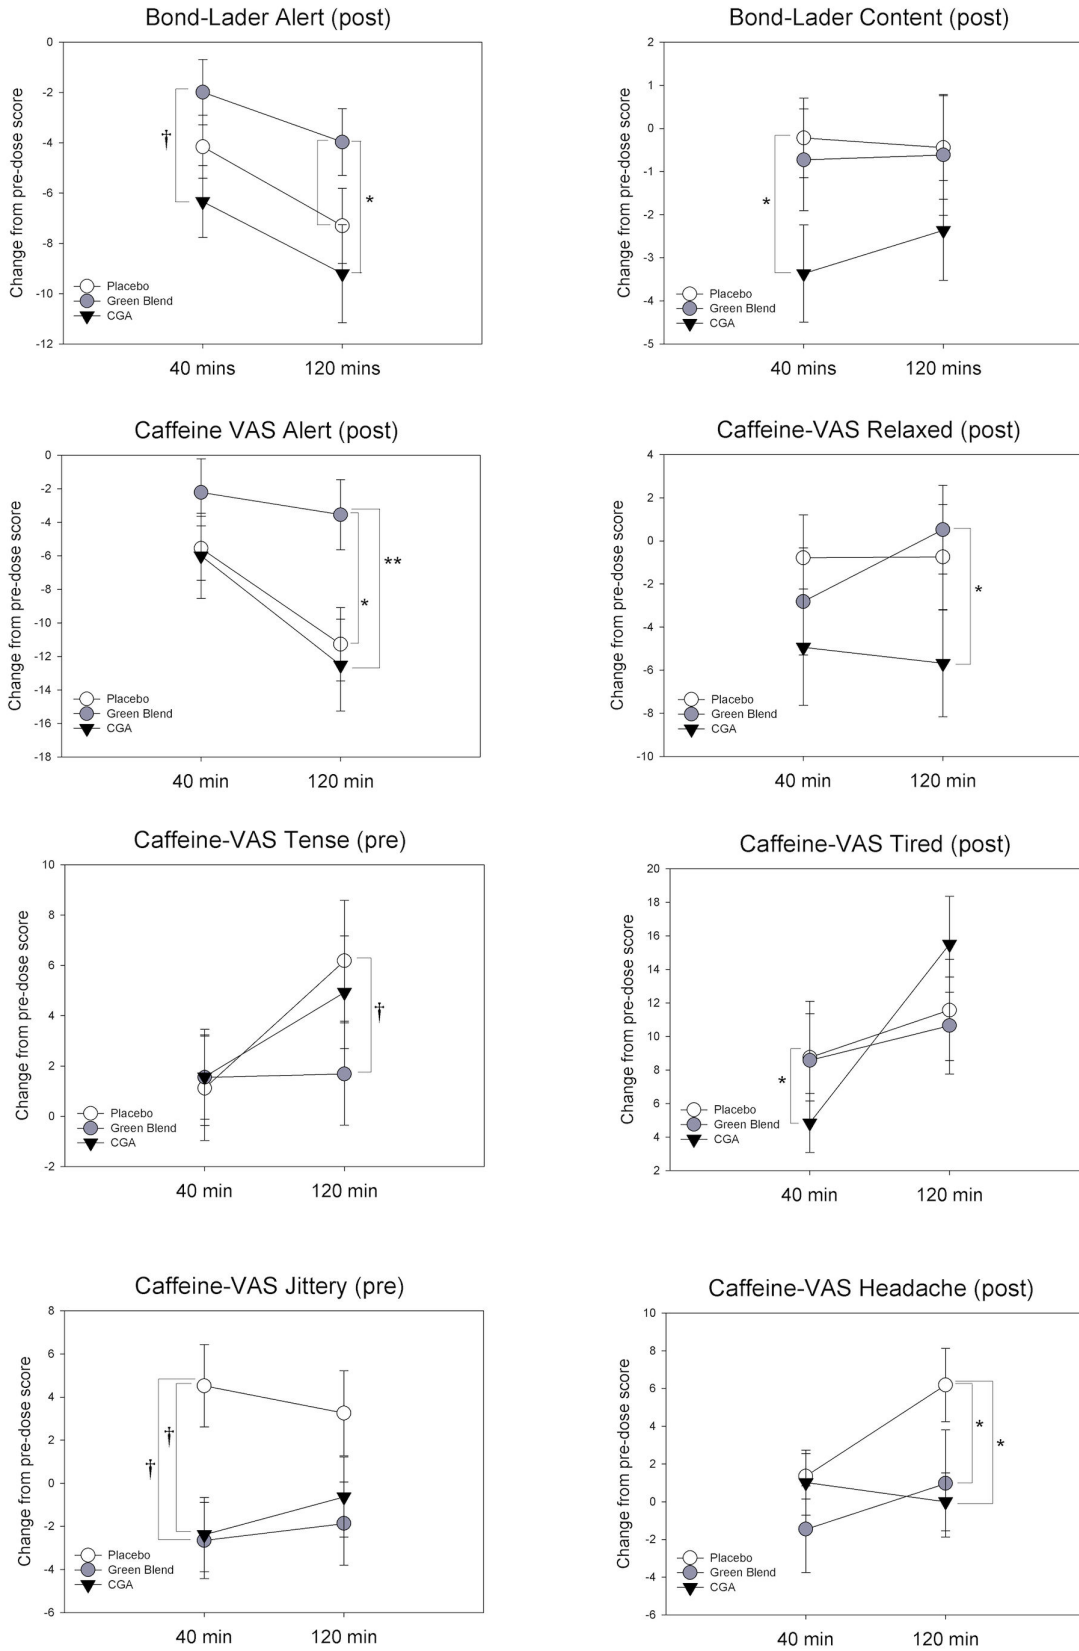 Bond-Lader Alert (post)
Change from pre-dose score
0
-2
-4
-6
-8
-10
-12
†
*
Placebo
Green Blend
CGA
40 mins 120 mins
Bond-Lader Content (post)
Change from pre-dose score
2
1
0
-1
-2
-3
-4
-5
*
Placebo
Green Blend
CGA
40 mins 120 mins
Caffeine VAS Alert (post)
Change from pre-dose score
0
-2
-4
-6
-8
-10
-12
-14
-16
-18
**
*
Placebo
Green Blend
CGA
40 min 120 min
Caffeine-VAS Relaxed (post)
Change from pre-dose score
4
2
0
-2
-4
-6
-8
-10
*
Placebo
Green Blend
CGA
40 min 120 min
Caffeine-VAS Tense (pre)
Change from pre-dose score
10
8
6
4
2
0
-2
†
Placebo
Green Blend
CGA
40 min 120 min
Caffeine-VAS Tired (post)
Change from pre-dose score
20
18
16
14
12
10
8
6
4
2
*
Placebo
Green Blend
CGA
40 min 120 min
Caffeine-VAS Jittery (pre)
Change from pre-dose score
8
6
4
2
0
-2
-4
-6
†
†
Placebo
Green Blend
CGA
40 min 120 min
Caffeine-VAS Headache (post)
Change from pre-dose score
10
8
6
4
2
0
-2
-4
-6
*
*
Placebo
Green Blend
CGA
40 min 120 min